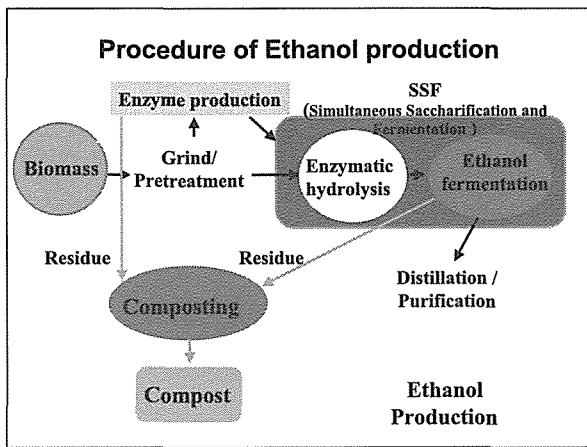 Procedure of Ethanol production
Enzyme production
SSF
(Simultaneous Saccharification and
Fermentation )
Biomass
Grind/
Pretreatment
Enzymatic
hydrolysis
Ethanol
fermentation
Residue
Residue
Distillation /
Purification
Composting
Compost
Ethanol
Production